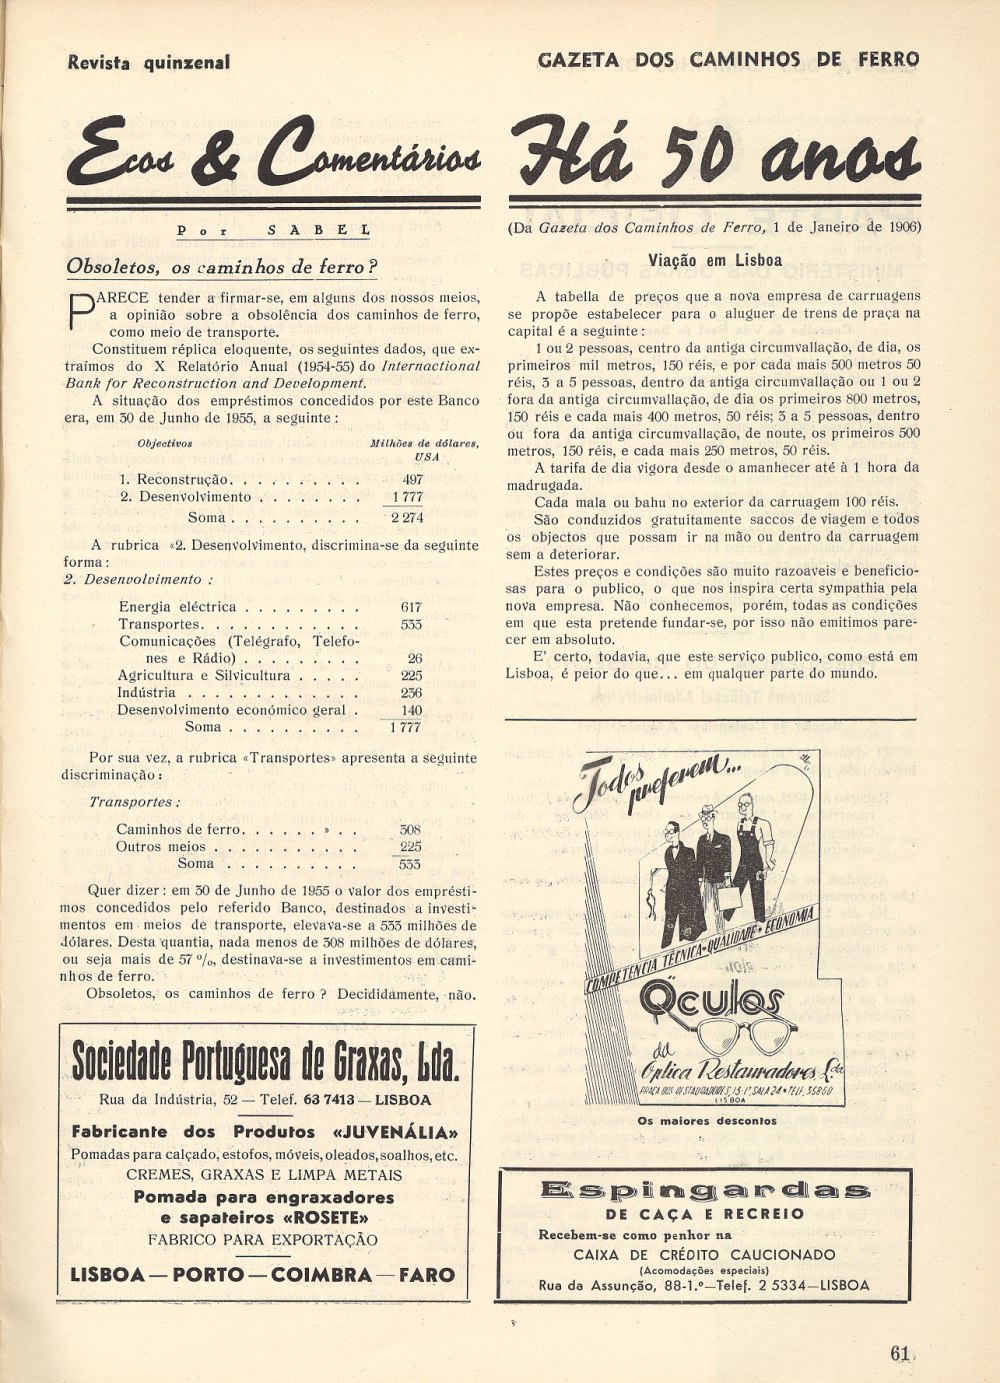 Revista quinzenal
GAZETA DOS CAMINHOS DE FERRO
Ecos & Comentários
Por SABEL
Obsoletos, os caminhos de ferro?
PARECE tender a firmar-se, em alguns dos nossos meios,
a opinião sobre a obsolência dos caminhos de ferro,
como meio de transporte.
Constituem réplica eloquente, os seguintes dados, que ex-
traímos do X Relatório Anual (1954-55) do Internactional
Bank for Reconstruction and Development.
A situação dos empréstimos concedidos por este Banco
era, em 30 de Junho de 1955, a seguinte:
Objectivos Milhões de dólares,
USA
1. Reconstrução. . . . . . . . . . 497
2. Desenvolvimento . . . . . . . . 1 777
Soma . . . . . . . . . . 2 274
A rubrica «2. Desenvolvimento, discrimina-se da seguinte
forma:
2. Desenvolvimento:
Energia eléctrica . . . . . . . . . 617
Transportes. . . . . . . . . . . . 533
Comunicações (Telégrafo, Telefo-
nes e Rádio) . . . . . . . . . 26
Agricultura e Silvicultura . . . . . 225
Indústria . . . . . . . . . . . . . 236
Desenvolvimento económico geral . 140
Soma . . . . . . . . . . 1 777
Por sua vez, a rubrica «Transportes» apresenta a seguinte
discriminação:
Transportes:
Caminhos de ferro. . . . . . » . . 308
Outros meios . . . . . . . . . . . 225
Soma . . . . . . . . . . 533
Quer dizer: em 30 de Junho de 1955 o valor dos emprésti-
mos concedidos pelo referido Banco, destinados a investi-
mentos em meios de transporte, elevava-se a 533 milhões de
dólares. Desta quantia, nada menos de 308 milhões de dólares,
ou seja mais de 57 %, destinava-se a investimentos em cami-
nhos de ferro.
Obsoletos, os caminhos de ferro? Decididamente, não.
Sociedade Portuguesa de Graxas, Lda.
Rua da Indústria, 52 — Telef. 63 7413 — LISBOA
Fabricante dos Produtos «JUVENÁLIA»
Pomadas para calçado, estofos, móveis, oleados, soalhos, etc.
CREMES, GRAXAS E LIMPA METAIS
Pomada para engraxadores
e sapateiros «ROSETE»
FABRICO PARA EXPORTAÇÃO
LISBOA — PORTO — COIMBRA — FARO
Há 50 anos
(Da Gazeta dos Caminhos de Ferro, 1 de Janeiro de 1906)
Viação em Lisboa
A tabella de preços que a nova empresa de carruagens
se propõe estabelecer para o aluguer de trens de praça na
capital é a seguinte:
1 ou 2 pessoas, centro da antiga circumvallação, de dia, os
primeiros mil metros, 150 réis, e por cada mais 500 metros 50
réis, 3 a 5 pessoas, dentro da antiga circumvallação ou 1 ou 2
fora da antiga circumvallação, de dia os primeiros 800 metros,
150 réis e cada mais 400 metros, 50 réis; 3 a 5 pessoas, dentro
ou fora da antiga circumvallação, de noute, os primeiros 500
metros, 150 réis, e cada mais 250 metros, 50 réis.
A tarifa de dia vigora desde o amanhecer até à 1 hora da
madrugada.
Cada mala ou bahu no exterior da carruagem 100 réis.
São conduzidos gratuitamente saccos de viagem e todos
os objectos que possam ir na mão ou dentro da carruagem
sem a deteriorar.
Estes preços e condições são muito razoaveis e beneficio-
sas para o publico, o que nos inspira certa sympathia pela
nova empresa. Não conhecemos, porém, todas as condições
em que esta pretende fundar-se, por isso não emitimos pare-
cer em absoluto.
E' certo, todavia, que este serviço publico, como está em
Lisboa, é peior do que... em qualquer parte do mundo.
Todos
preferem...
COMPETENCIA TÉCNICA • QUALIDADE • ECONOMIA
OS
Óculos
da
Óptica Restauradores L.da
PRAÇA DOS RESTAURADORES, 13 1.º, SALA 24 • TELF, 35860
LISBOA
Os maiores descontos
Espingardas
DE CAÇA E RECREIO
Recebem-se como penhor na
CAIXA DE CRÉDITO CAUCIONADO
(Acomodações especiais)
Rua da Assunção, 88-1.º—Telef. 2 5334—LISBOA
61